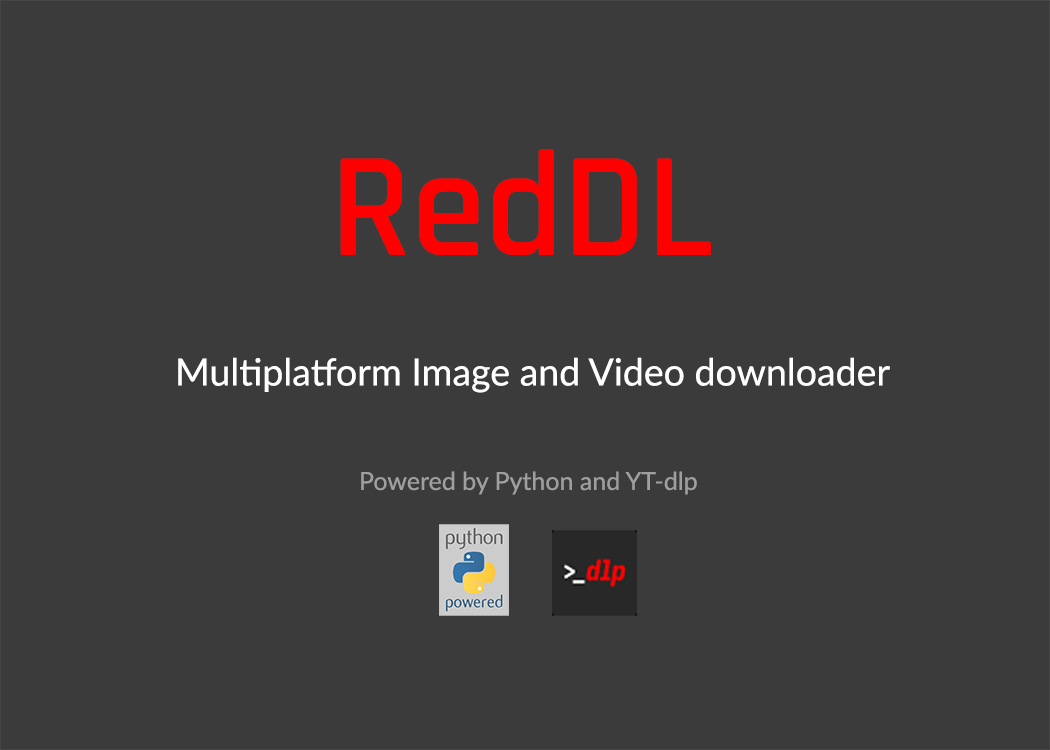 RedDL
Multiplatform Image and Video downloader
Powered by Python and YT-dlp
python
powered
>_dlp